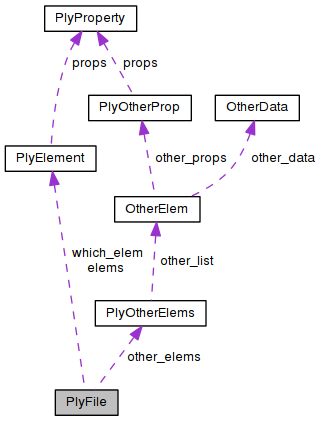 PlyProperty
props
props
PlyOtherProp
OtherData
PlyElement
other_props
other_data
OtherElem
which_elem
elems
other_list
PlyOtherElems
other_elems
PlyFile